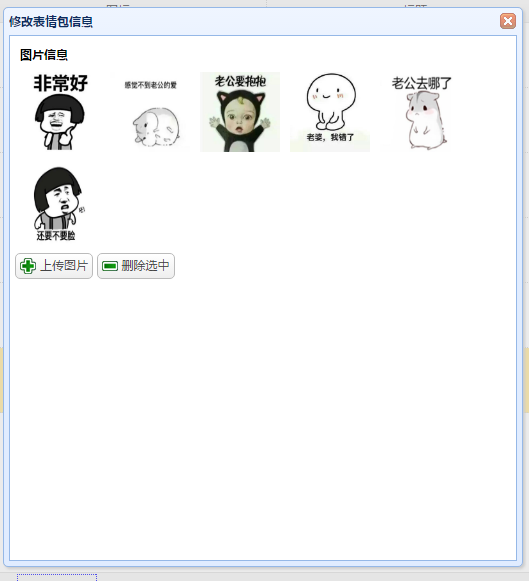 修改表情包信息
图片信息
非常好
感觉不到老公的爱
老公要抱抱
老婆，我错了
老公去哪了
还要不要脸
上传图片
删除选中